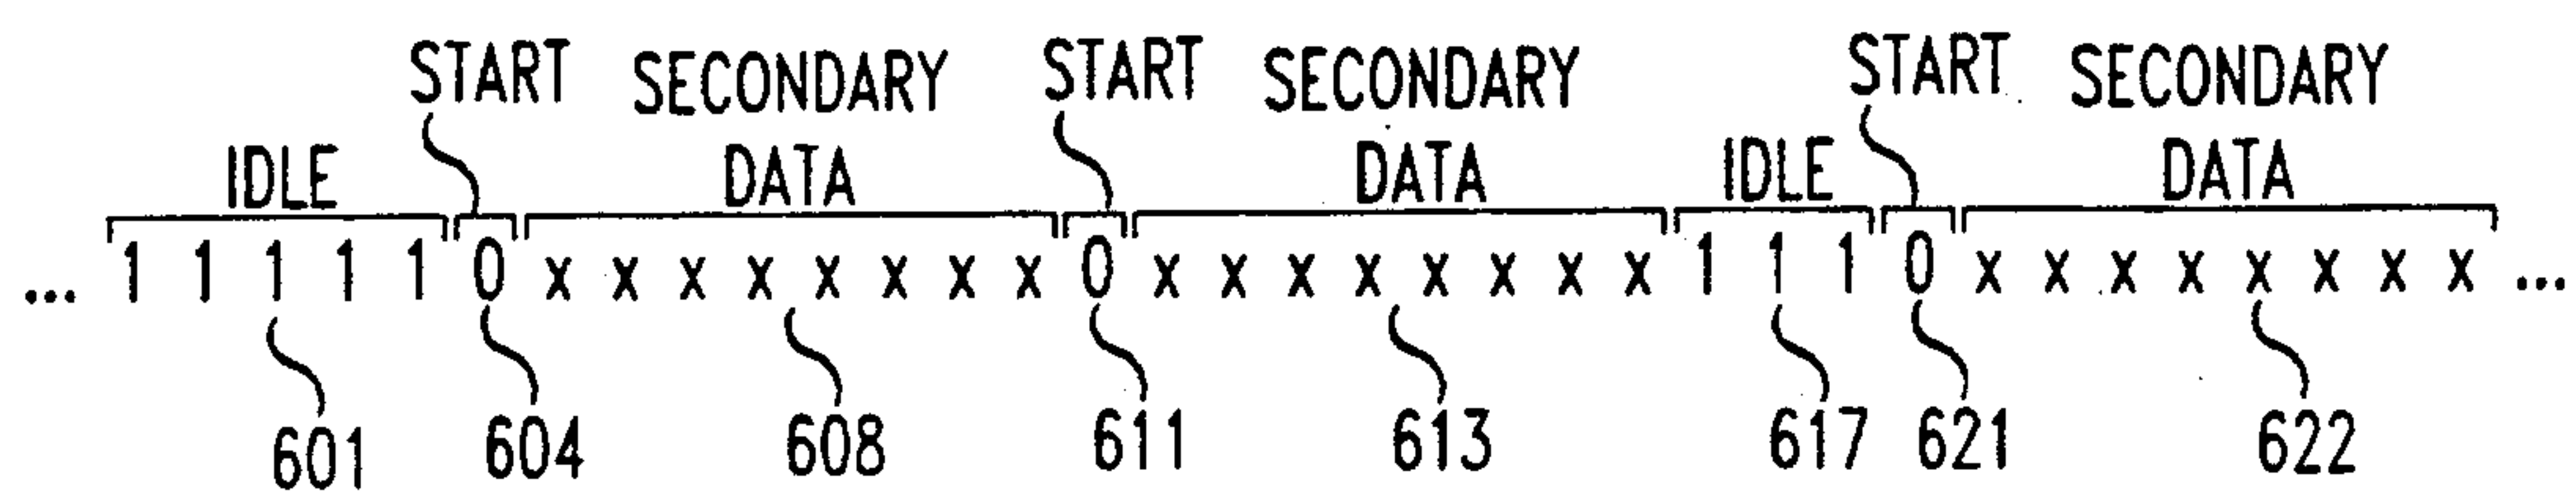 START SECONDARY START SECONDARY START SECONDARY
IDLE DATA DATA IDLE DATA
... 1 1 1 1 1 0 x x x x x x x x 0 x x x x x x x x 1 1 1 0 x x x x x x x x ...
601 604 608 611 613 617 621 622